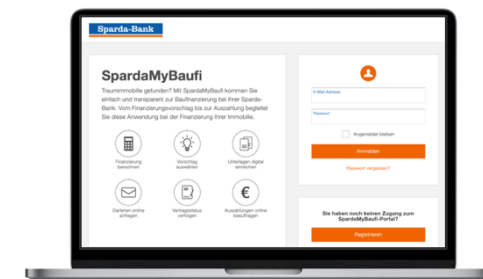 Sparda-Bank
SpardaMyBaufi
Traumimmobilie gefunden? Mit SpardaMyBaufi kommen Sie
einfach und transparent zur Baufinanzierung bei Ihrer Sparda-
Bank. Vom Finanzierungsvorschlag bis zur Auszahlung begleitet
Sie diese Anwendung bei der Finanzierung Ihrer Immobilie.
Finanzierung
berechnen
Vorschlag
auswählen
Unterlagen digital
einreichen
Darlehen online
anfragen
Vertragsstatus
verfolgen
Auszahlungen online
beauftragen
E-Mail-Adresse
Passwort
Angemeldet bleiben
Anmelden
Passwort vergessen?
Sie haben noch keinen Zugang zum
SpardaMyBaufi-Portal?
Registrieren